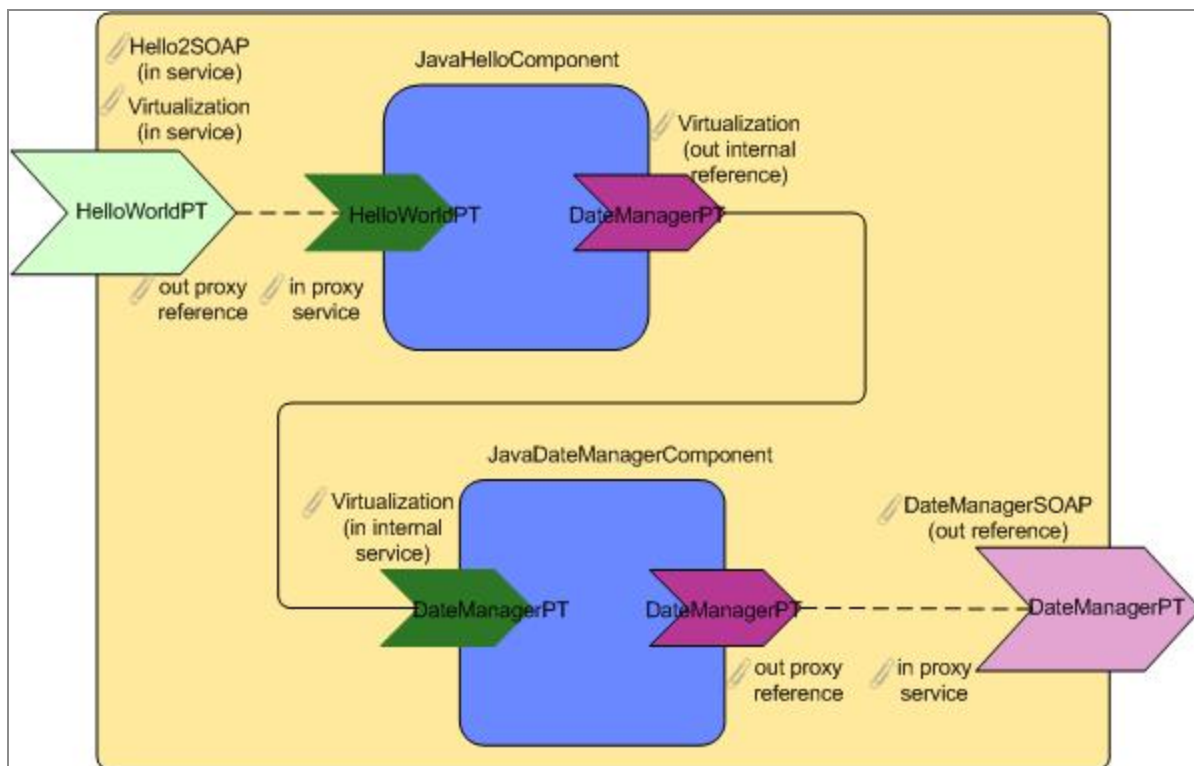 Hello2SOAP
(in service)
Virtualization
(in service)
HelloWorldPT
out proxy
reference
in proxy
service
JavaHelloComponent
HelloWorldPT
Virtualization
(out internal
reference)
DateManagerPT
JavaDateManagerComponent
Virtualization
(in internal
service)
DateManagerPT
DateManagerPT
out proxy
reference
in proxy
service
DateManagerSOAP
(out reference)
DateManagerPT